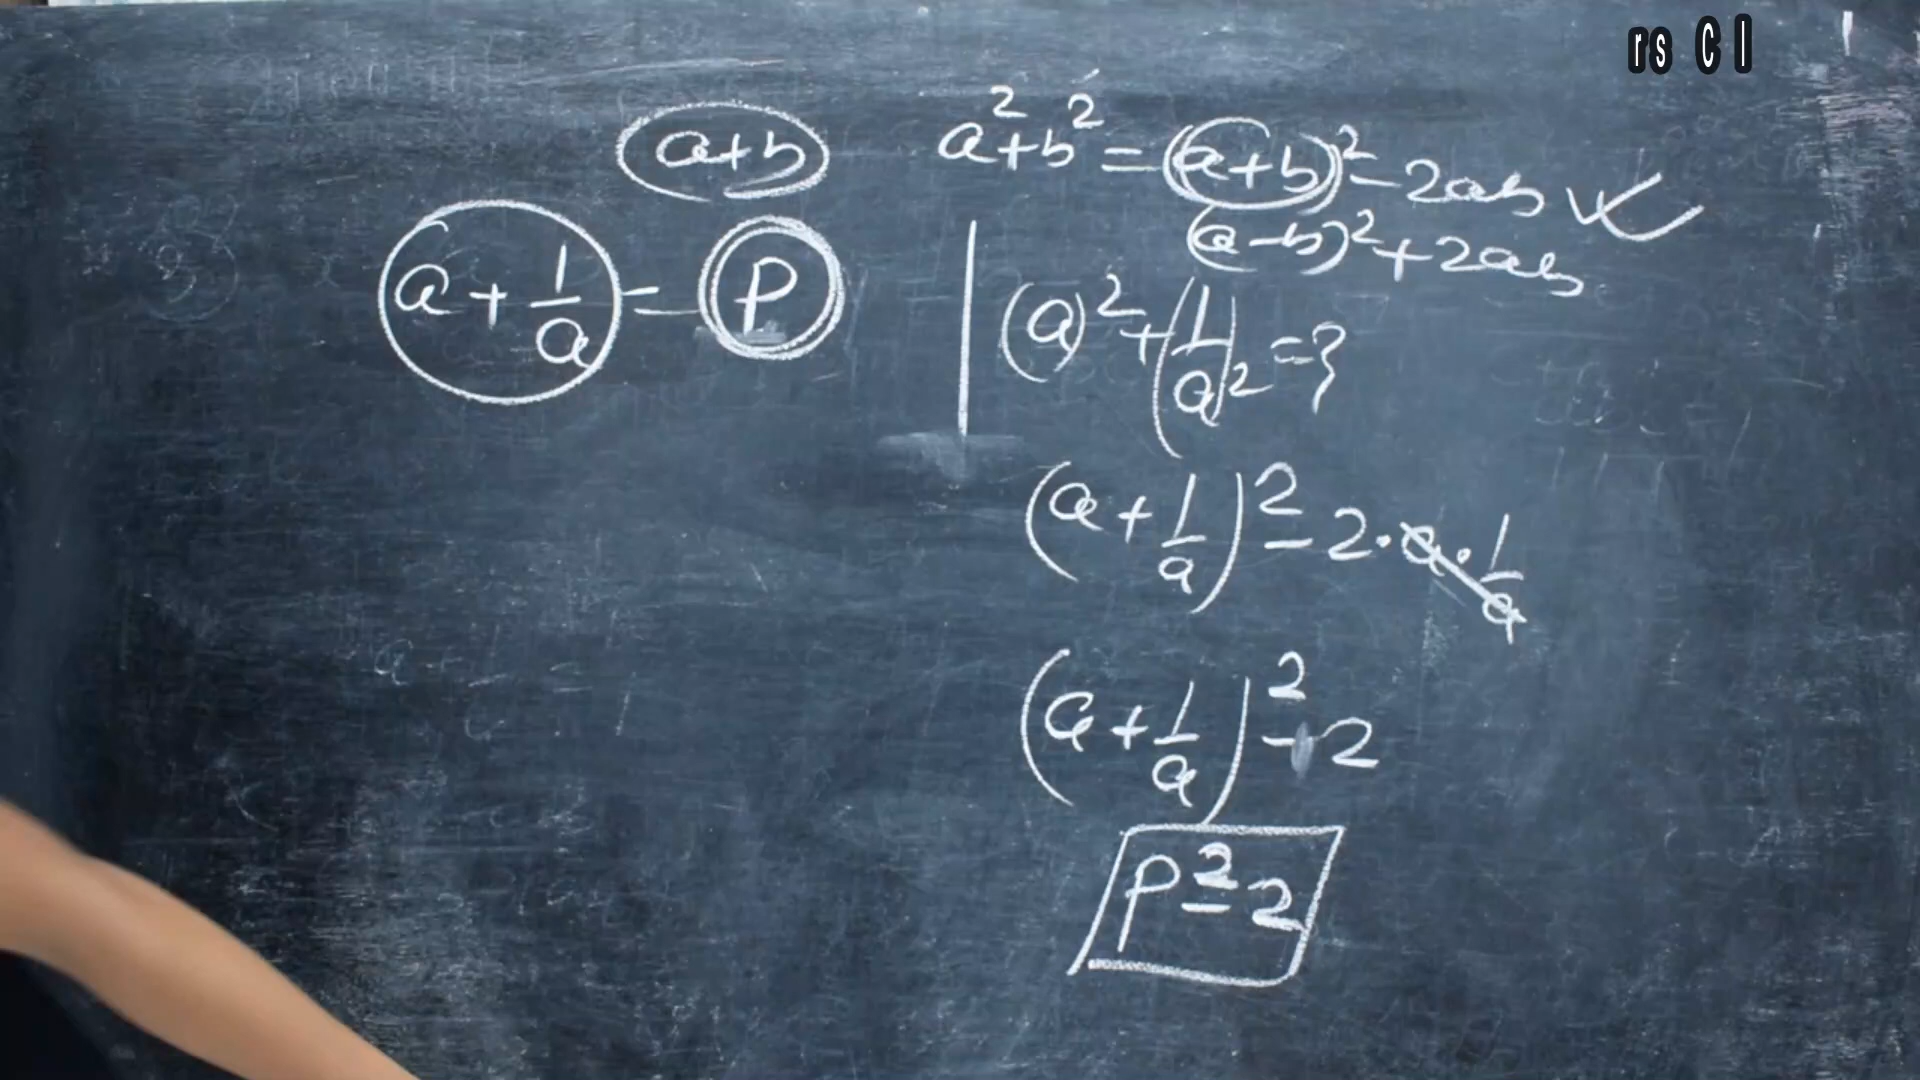 rs C l
a+b
a²+b² = (a+b)² - 2ab
(a-b)² + 2ab
a + 1/a = P
(a)² + (1/a)² = ?
(a + 1/a)² - 2·a·1/a
(a + 1/a)² - 2
P² - 2